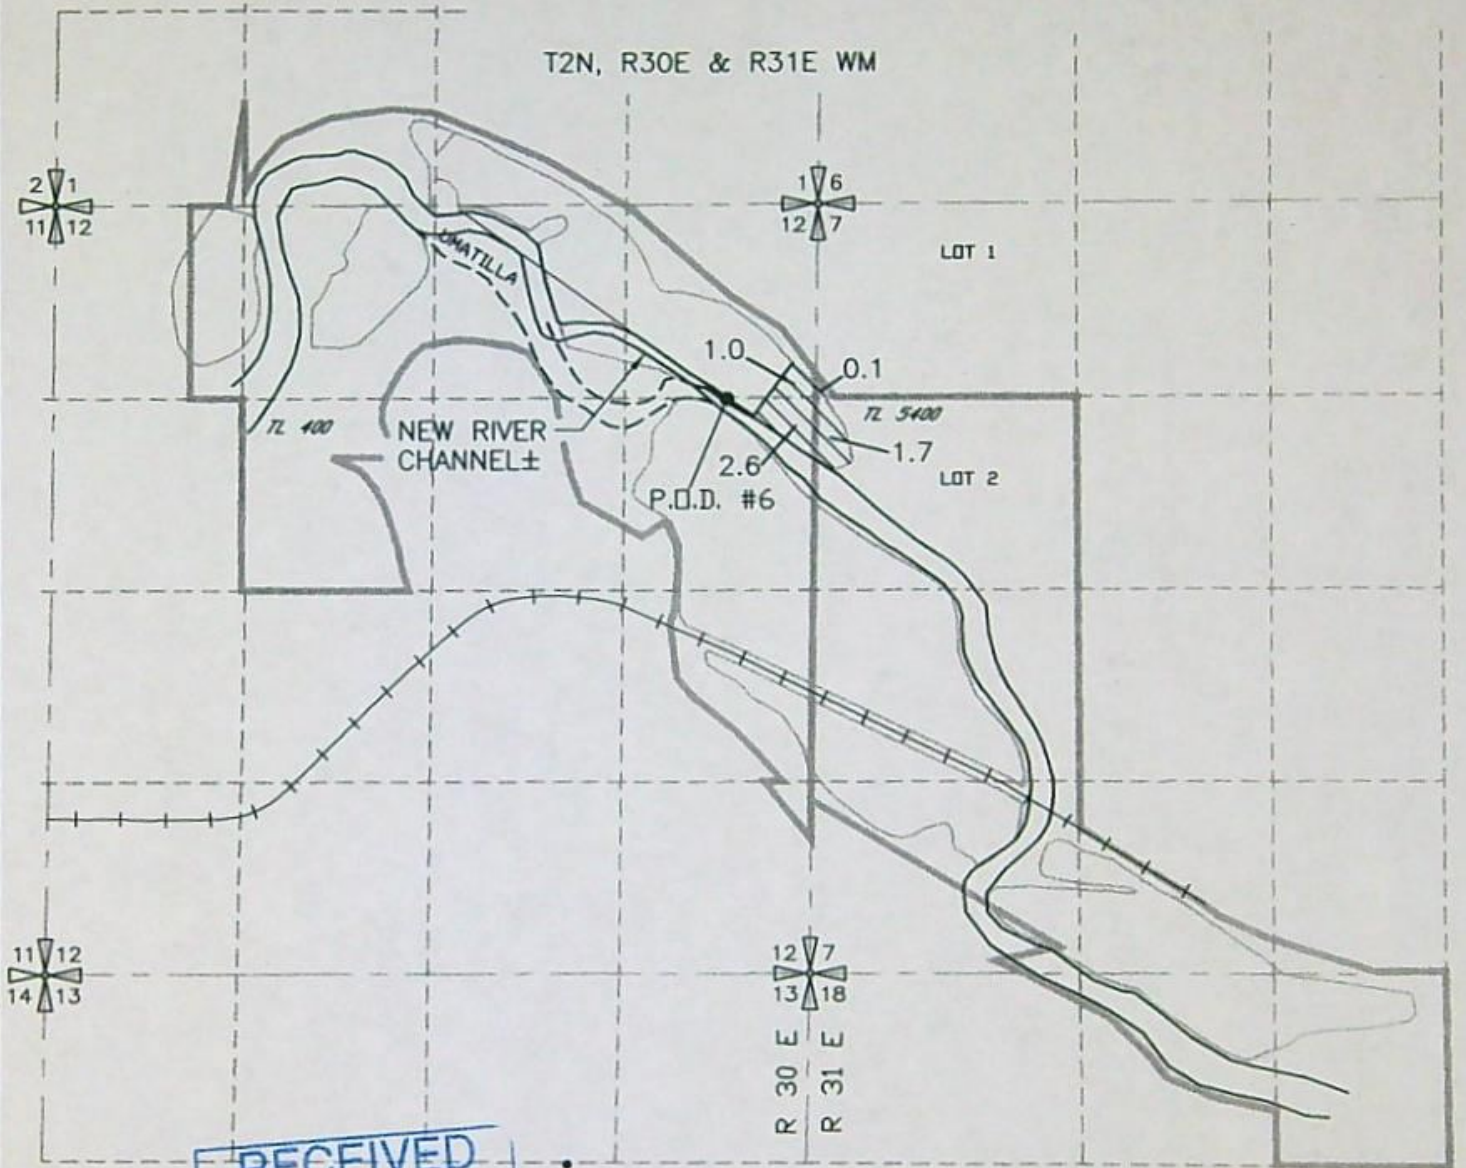 T2N, R30E & R31E WM
2 1
11 12
1 6
12 7
LOT 1
UMATILLA
1.0
0.1
TL 400
TL 5400
NEW RIVER
CHANNEL±
1.7
2.6
LOT 2
P.O.D. #6
11 12
14 13
12 7
13 18
R 30 E
R 31 E
RECEIVED